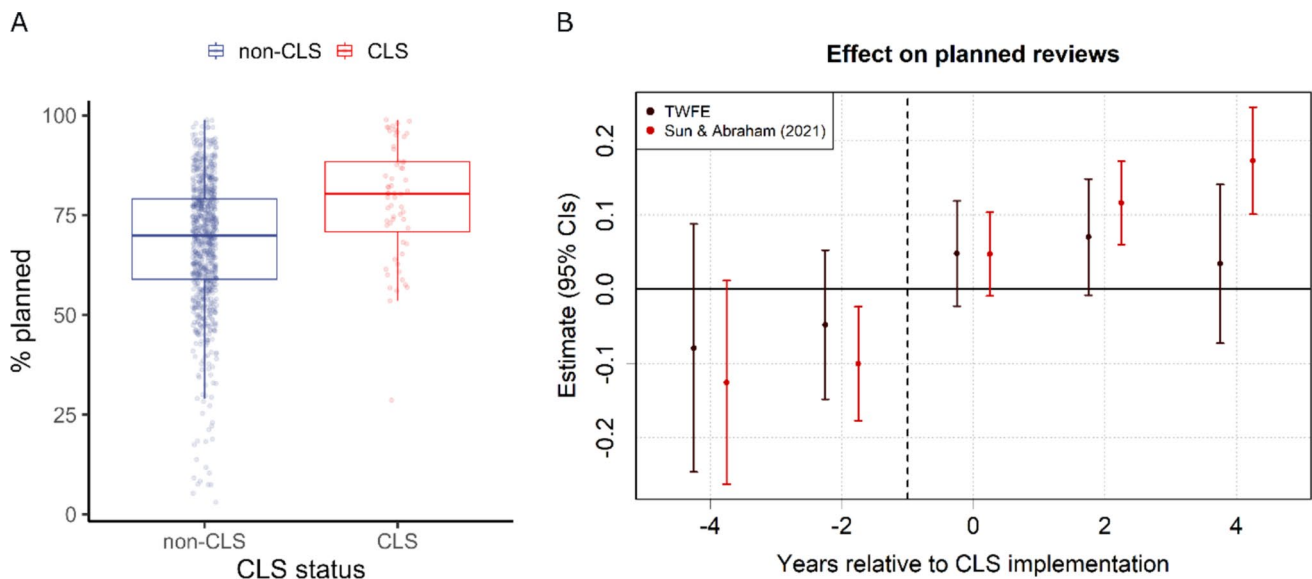 A
non-CLS CLS
% planned
100
75
50
25
0
non-CLS CLS
CLS status
B
Effect on planned reviews
TWFE
Sun & Abraham (2021)
Estimate (95% CIs)
0.2
0.1
0.0
-0.1
-0.2
-4 -2 0 2 4
Years relative to CLS implementation